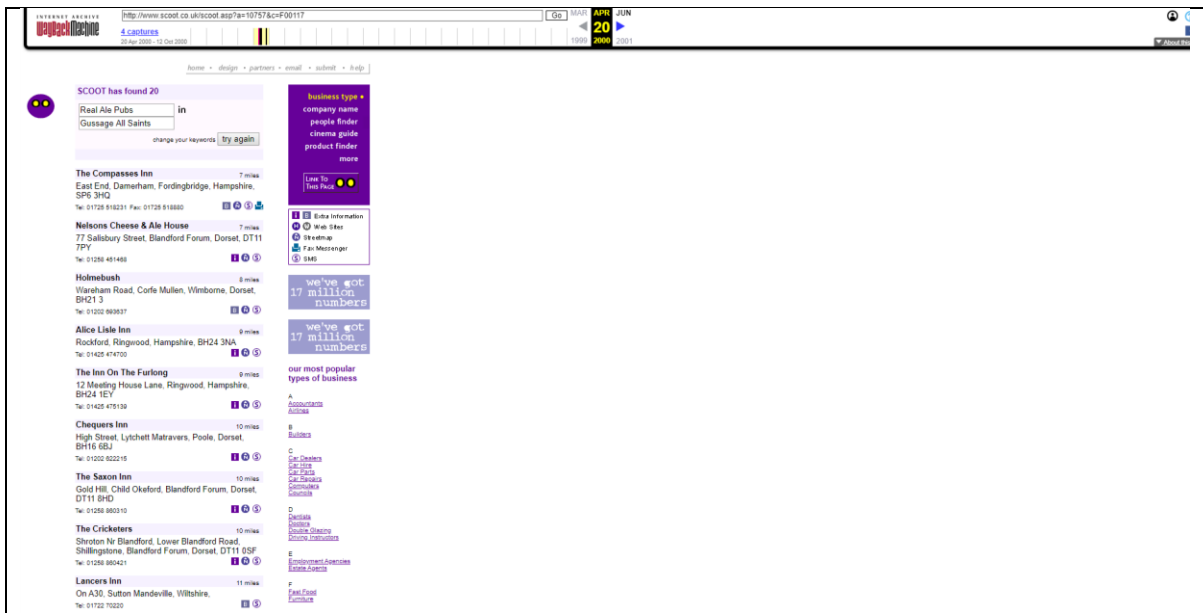 INTERNET ARCHIVE
WayBackMachine
http://www.scoot.co.uk/scoot.asp?a=10757&c=F00117
Go
MAR APR JUN
4 captures
20
20 Apr 2000 - 12 Oct 2000
1999 2000 2001
About this
home • design • partners • email • submit • help
SCOOT has found 20
Real Ale Pubs in
Gussage All Saints
change your keywords try again
The Compasses Inn 7 miles
East End, Damerham, Fordingbridge, Hampshire,
SP6 3HQ
Tel: 01725 518231 Fax: 01725 518880
Nelsons Cheese & Ale House 7 miles
77 Salisbury Street, Blandford Forum, Dorset, DT11
7PY
Tel: 01258 451468
Holmebush 8 miles
Wareham Road, Corfe Mullen, Wimborne, Dorset,
BH21 3
Tel: 01202 693637
Alice Lisle Inn 9 miles
Rockford, Ringwood, Hampshire, BH24 3NA
Tel: 01425 474700
The Inn On The Furlong 9 miles
12 Meeting House Lane, Ringwood, Hampshire,
BH24 1EY
Tel: 01425 475139
Chequers Inn 10 miles
High Street, Lytchett Matravers, Poole, Dorset,
BH16 6BJ
Tel: 01202 622215
The Saxon Inn 10 miles
Gold Hill, Child Okeford, Blandford Forum, Dorset,
DT11 8HD
Tel: 01258 860310
The Cricketers 10 miles
Shroton Nr Blandford, Lower Blandford Road,
Shillingstone, Blandford Forum, Dorset, DT11 0SF
Tel: 01258 860421
Lancers Inn 11 miles
On A30, Sutton Mandeville, Wiltshire,
Tel: 01722 70220
business type •
company name
people finder
cinema guide
product finder
more
LINK TO
THIS PAGE
Extra Information
Web Sites
Streetmap
Fax Messenger
SMS
we've got
17 million
numbers
we've got
17 million
numbers
our most popular
types of business
A
Accountants
Airlines
B
Builders
C
Car Dealers
Car Hire
Car Parts
Car Repairs
Computers
Councils
D
Dentists
Doctors
Double Glazing
Driving Instructors
E
Employment Agencies
Estate Agents
F
Fast Food
Furniture